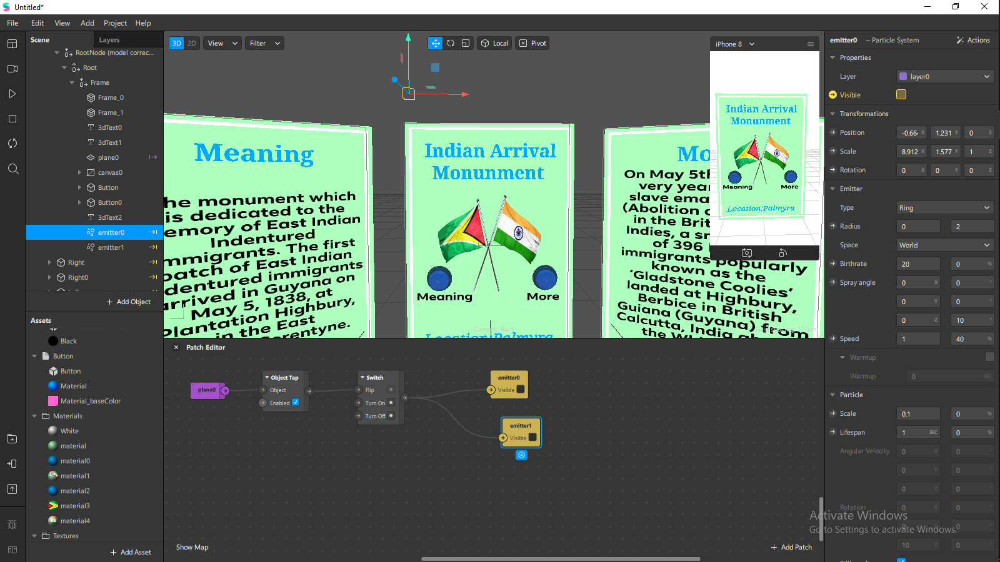 Untitled*
File Edit View Add Project Help
Scene Layers
RootNode (model correc...
Root
Frame
Frame_0
Frame_1
3dText0
3dText1
plane0
canvas0
Button
Button0
3dText2
emitter0
emitter1
Right
Right0
+ Add Object
Assets
Black
Button
Button
Material
Material_baseColor
Materials
White
material
material0
material1
material2
material3
material4
Textures
+ Add Asset
3D 2D View Filter Local Pivot
Meaning
he monument which
is dedicated to the
emory of East Indian
Indentured
mmigrants. The first
batch of East Indian
dentured immigrants
arrived in Guyana on
May 5, 1838, at
Plantation Highbury,
in the East
rentyne.
Indian Arrival
Monunment
Meaning More
Location:Palmyra
Camera: Back
Mo
On May 5th
very yea
slave ema
(Abolition
in the Brit
Indies, a sm
of 396
immigrants popularly
known as the
‘Gladstone Coolies’
landed at Highbury,
Berbice in British
Guiana (Guyana) from
Calcutta, India
the
iPhone 8
Indian Arrival
Monunment
Meaning More
Location:Palmyra
Patch Editor
plane0
Object Tap
Object
Enabled
Switch
Flip
Turn On
Turn Off
emitter0
Visible
emitter1
Visible
Show Map
+ Add Patch
emitter0 – Particle System Actions
Properties
Layer layer0
Visible
Transformations
Position -0.66 X 1.231 Y 0 Z
Scale 8.912 X 1.577 Y 1 Z
Rotation 0 X 0 Y 0 Z
Emitter
Type Ring
Radius 0 2
Space World
Birthrate 20 0 %
Spray angle 0 X 0 °
0 Y 0 °
0 Z 10 °
Speed 1 40 %
Warmup
Warmup 0 SEC
Particle
Scale 0.1 0 %
Lifespan 1 SEC 0 %
Angular Velocity 0 X 0 °
0 Y 0 °
0 Z 0 °
Rotation 0 X 0 °
0 Y 0 °
10 Z 0 °
Activate Windows
Go to Settings to activate Windows.